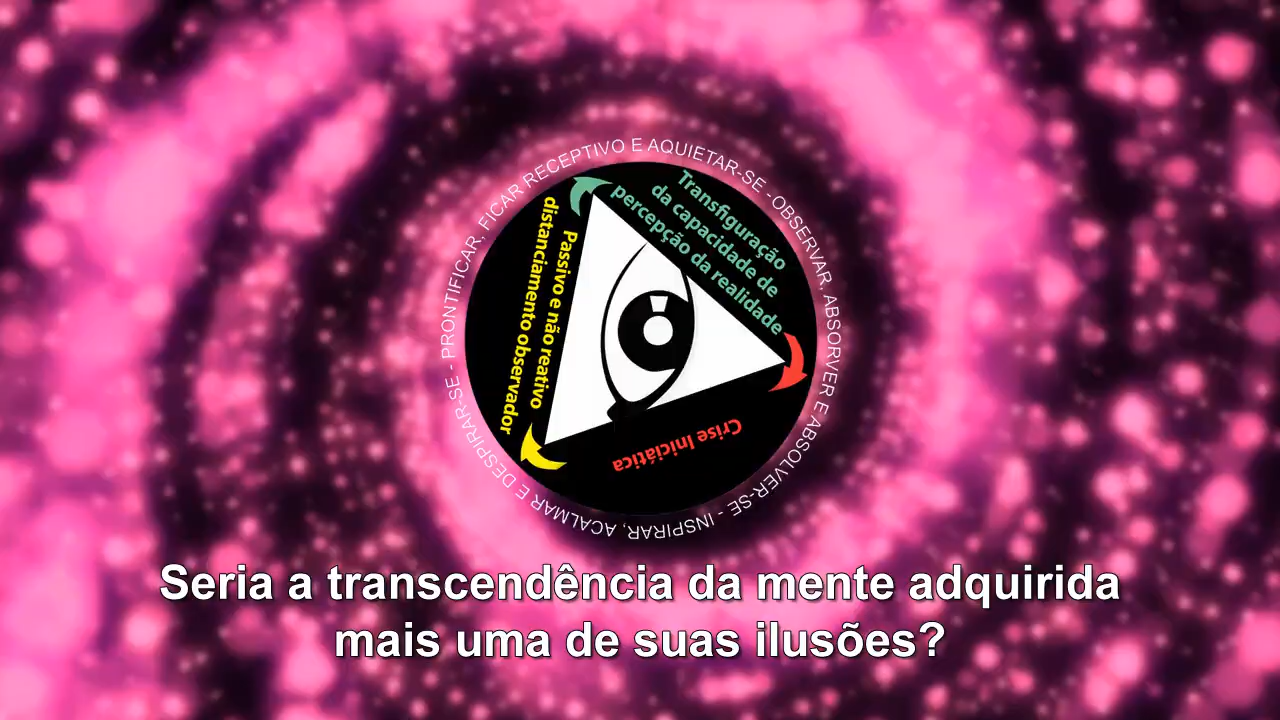 PRONTIFICAR, FICAR RECEPTIVO E AQUIETAR-SE - OBSERVAR, ABSORVER E ABSOLVER-SE - INSPIRAR, ACALMAR E DESPIRAR-SE -
Transfiguração
da capacidade de
percepção da realidade
Passivo e não reativo
distanciamento observador
Crise Iniciática
Seria a transcendência da mente adquirida
mais uma de suas ilusões?